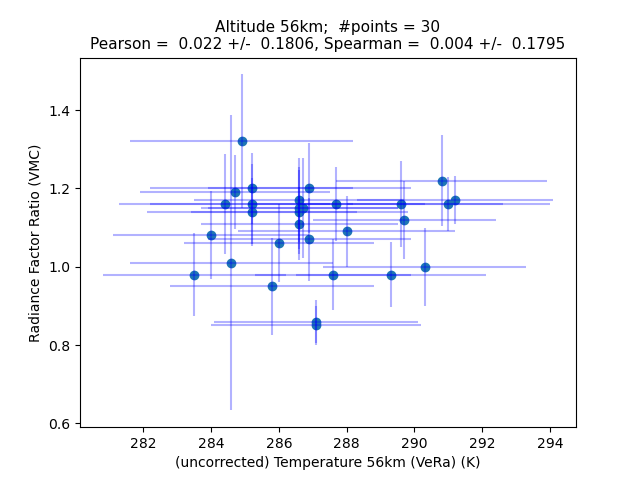 Altitude 56km;  #points = 30
Pearson =  0.022 +/-  0.1806, Spearman =  0.004 +/-  0.1795
1.4
1.2
1.0
0.8
0.6
Radiance Factor Ratio (VMC)
282 284 286 288 290 292 294
(uncorrected) Temperature 56km (VeRa) (K)